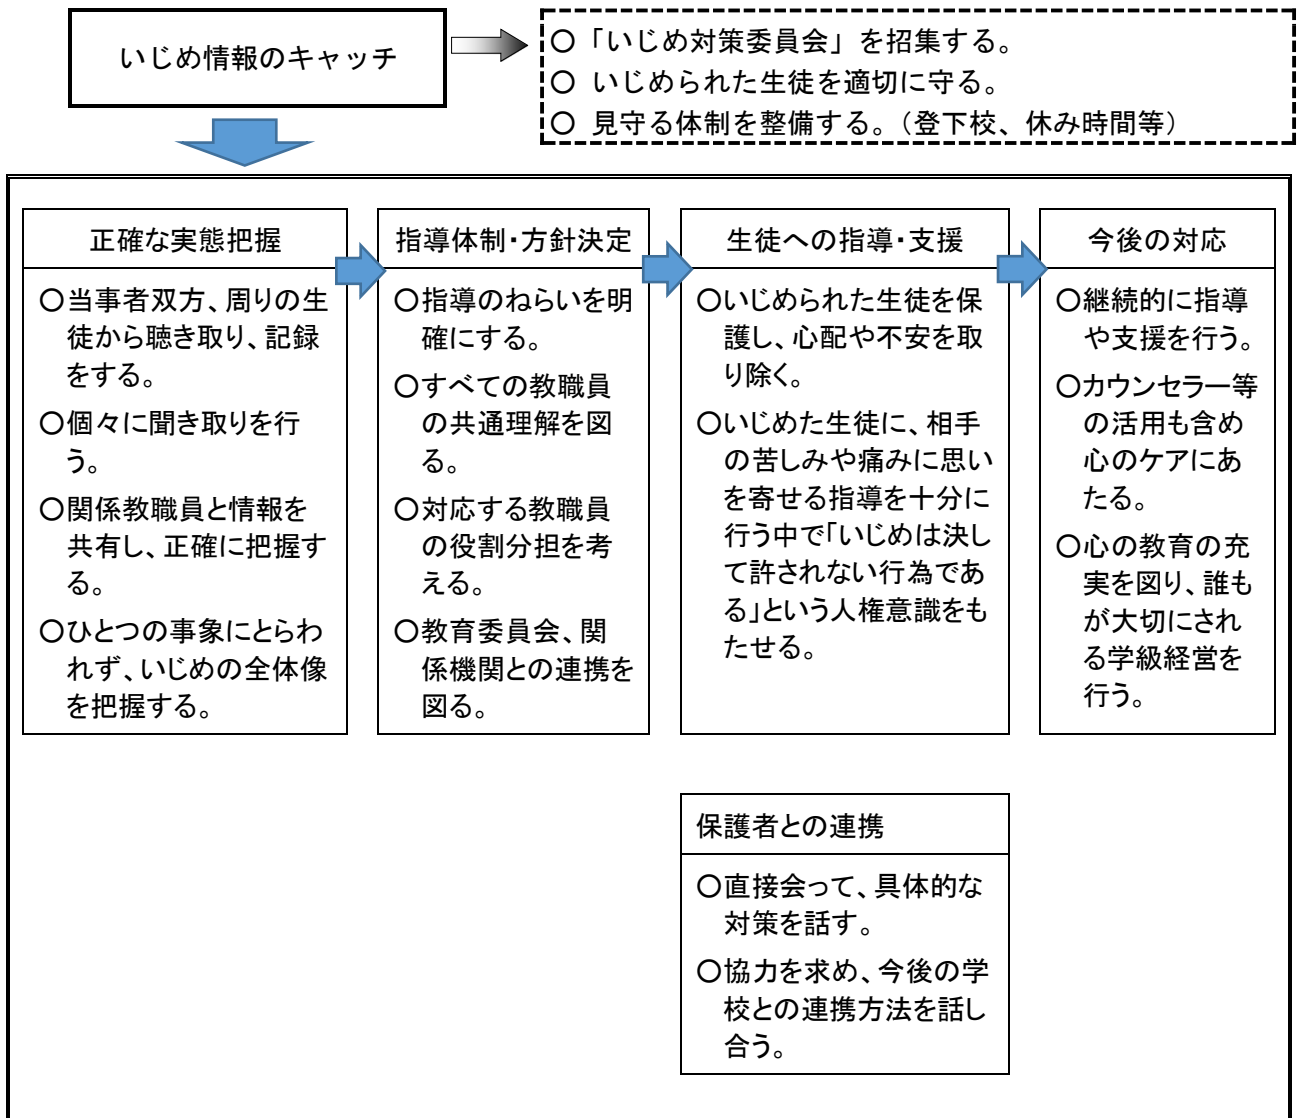 いじめ情報のキャッチ
○「いじめ対策委員会」を招集する。
○ いじめられた生徒を適切に守る。
○ 見守る体制を整備する。（登下校、休み時間等）
正確な実態把握
○当事者双方、周りの生
徒から聴き取り、記録
をする。
○個々に聞き取りを行
う。
○関係教職員と情報を
共有し、正確に把握す
る。
○ひとつの事象にとらわ
れず、いじめの全体像
を把握する。
指導体制・方針決定
○指導のねらいを明
確にする。
○すべての教職員
の共通理解を図
る。
○対応する教職員
の役割分担を考
える。
○教育委員会、関
係機関との連携を
図る。
生徒への指導・支援
○いじめられた生徒を保
護し、心配や不安を取
り除く。
○いじめた生徒に、相手
の苦しみや痛みに思い
を寄せる指導を十分に
行う中で「いじめは決し
て許されない行為であ
る」という人権意識をも
たせる。
今後の対応
○継続的に指導
や支援を行う。
○カウンセラー等
の活用も含め
心のケアにあ
たる。
○心の教育の充
実を図り、誰も
が大切にされ
る学級経営を
行う。
保護者との連携
○直接会って、具体的な
対策を話す。
○協力を求め、今後の学
校との連携方法を話し
合う。